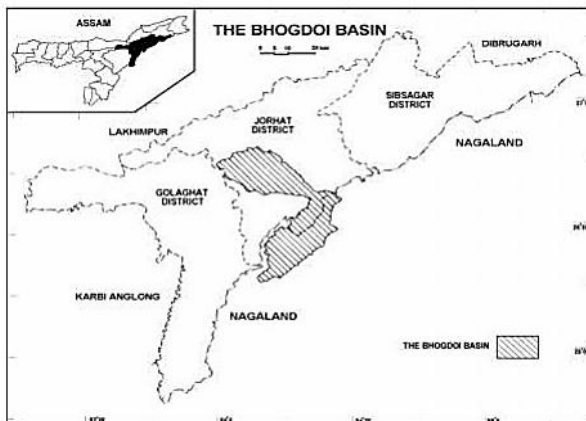 ASSAM
THE BHOGDOI BASIN
DIBRUGARH
SIBSAGAR
DISTRICT
JORHAT
DISTRICT
LAKHIMPUR
NAGALAND
GOLAGHAT
DISTRICT
KARBI ANGLONG
NAGALAND
THE BHOGDOI BASIN